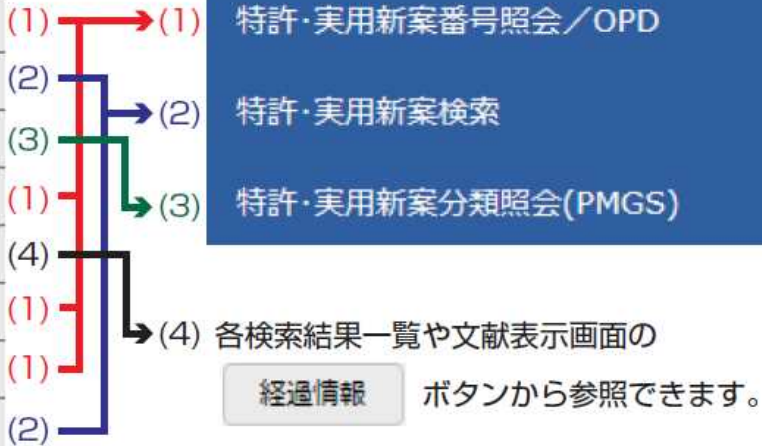 (1) (1) 特許・実用新案番号照会／OPD
(2)
(2) 特許・実用新案検索
(3)
(1) (3) 特許・実用新案分類照会(PMGS)
(4)
(1) (4) 各検索結果一覧や文献表示画面の
(1) 経過情報 ボタンから参照できます。
(2)